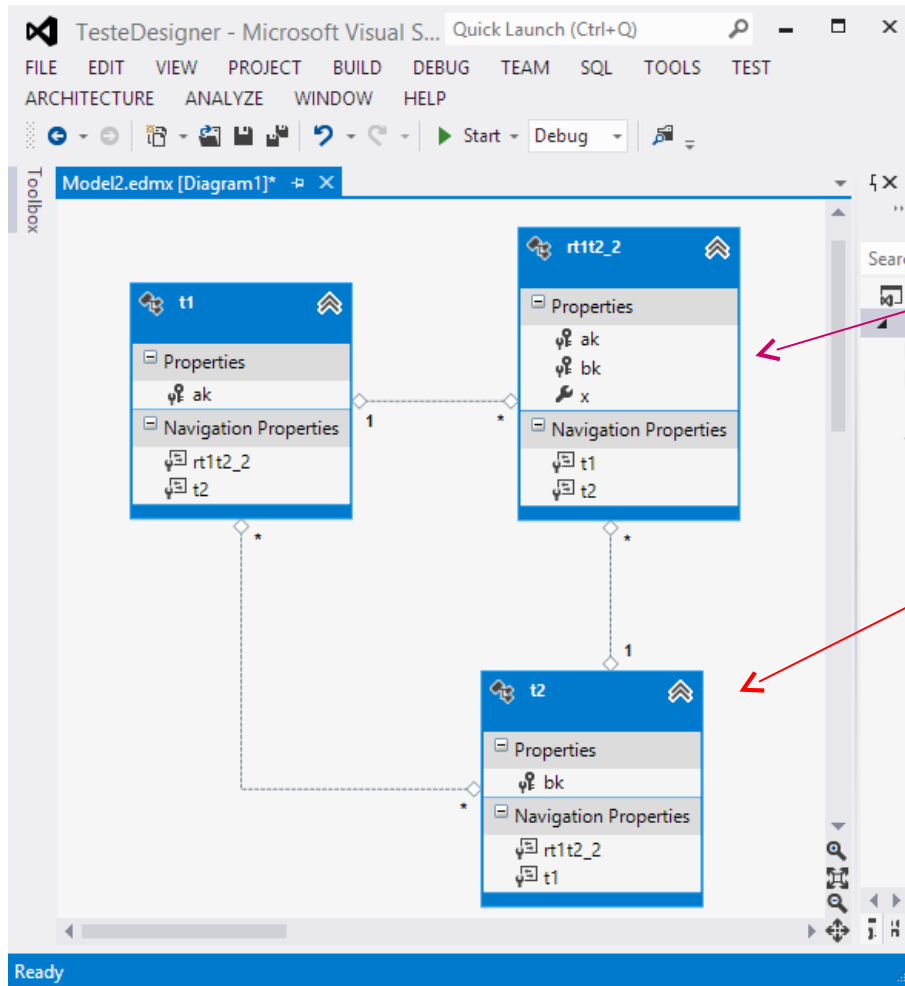 TesteDesigner - Microsoft Visual S... Quick Launch (Ctrl+Q)
FILE EDIT VIEW PROJECT BUILD DEBUG TEAM SQL TOOLS TEST
ARCHITECTURE ANALYZE WINDOW HELP
Start Debug
Toolbox
Model2.edmx [Diagram1]*
Sear
rt1t2_2
Properties
ak
bk
x
Navigation Properties
t1
t2
t1
Properties
ak
Navigation Properties
rt1t2_2
t2
1
*
*
*
1
*
t2
Properties
bk
Navigation Properties
rt1t2_2
t1
Ready